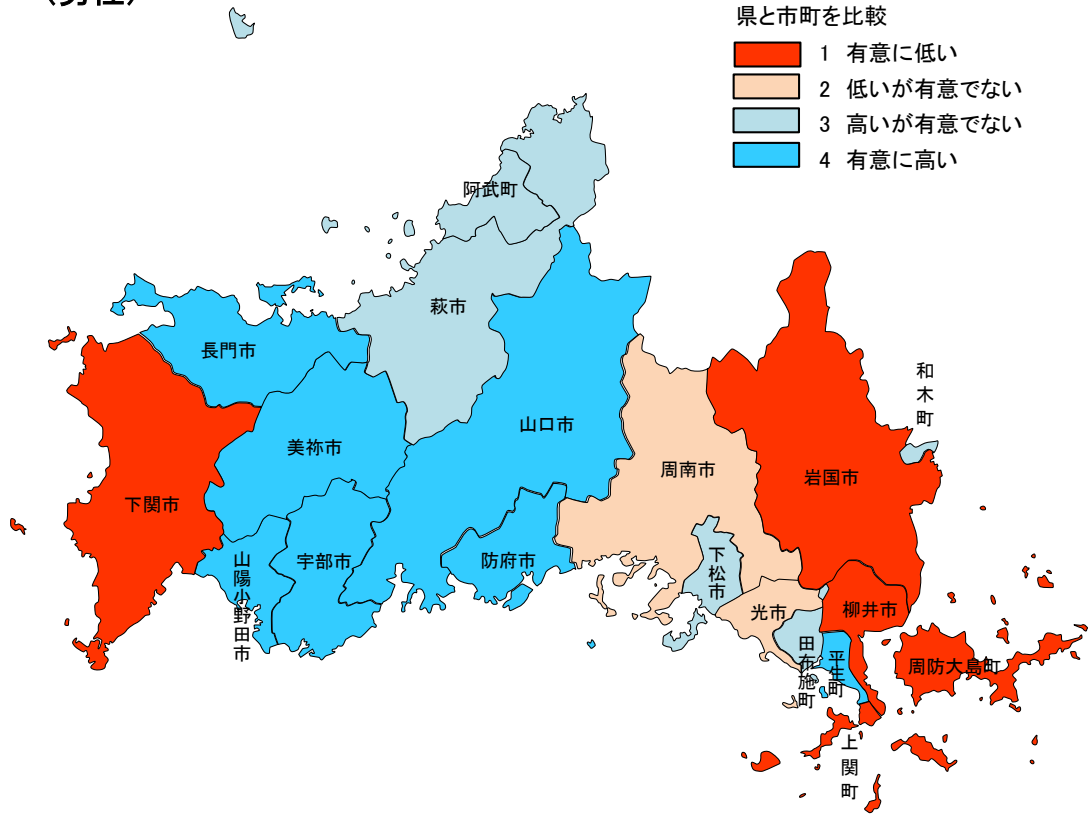 (男性)
県と市町を比較
1 有意に低い
2 低いが有意でない
3 高いが有意でない
4 有意に高い
阿武町
萩市
長門市
和木町
山口市
美祢市
周南市
岩国市
下関市
宇部市
防府市
山陽小野田市
下松市
光市
柳井市
田布施町
平生町
周防大島町
上関町